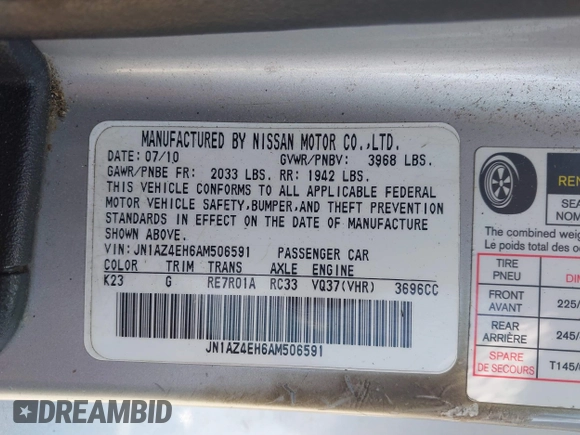 MANUFACTURED BY NISSAN MOTOR CO.,LTD.
DATE: 07/10 GVWR/PNBV: 3968 LBS.
GAWR/PNBE FR: 2033 LBS. RR: 1942 LBS.
THIS VEHICLE CONFORMS TO ALL APPLICABLE FEDERAL
MOTOR VEHICLE SAFETY,BUMPER,AND THEFT PREVENTION
STANDARDS IN EFFECT ON THE DATE OF MANUFACTURE
SHOWN ABOVE.
VIN: JN1AZ4EH6AM506591 PASSENGER CAR
COLOR TRIM TRANS AXLE ENGINE
K23 G RE7R01A RC33 VQ37(VHR) 3696CC
JN1AZ4EH6AM506591
The combined weig
Le poids total des oc
TIRE
PNEU
FRONT
AVANT
225/
REAR
ARRIÈRE
245/
SPARE
DE SECOURS
T145/
DREAMBID